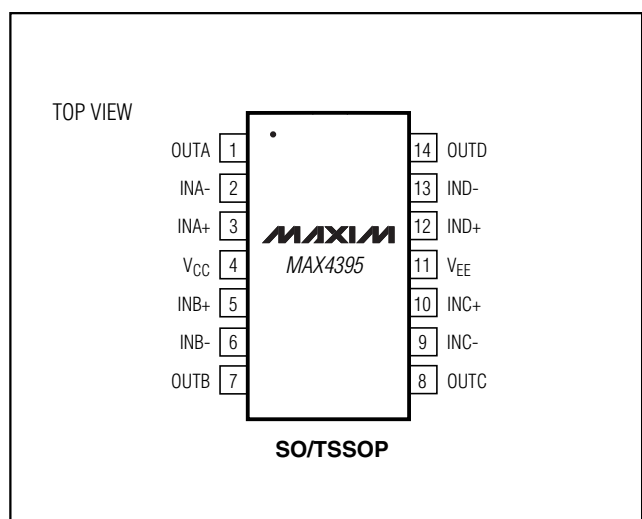 TOP VIEW
OUTA 1 14 OUTD
INA- 2 13 IND-
INA+ 3 12 IND+
MAXIM
VCC 4 MAX4395 11 VEE
INB+ 5 10 INC+
INB- 6 9 INC-
OUTB 7 8 OUTC
SO/TSSOP